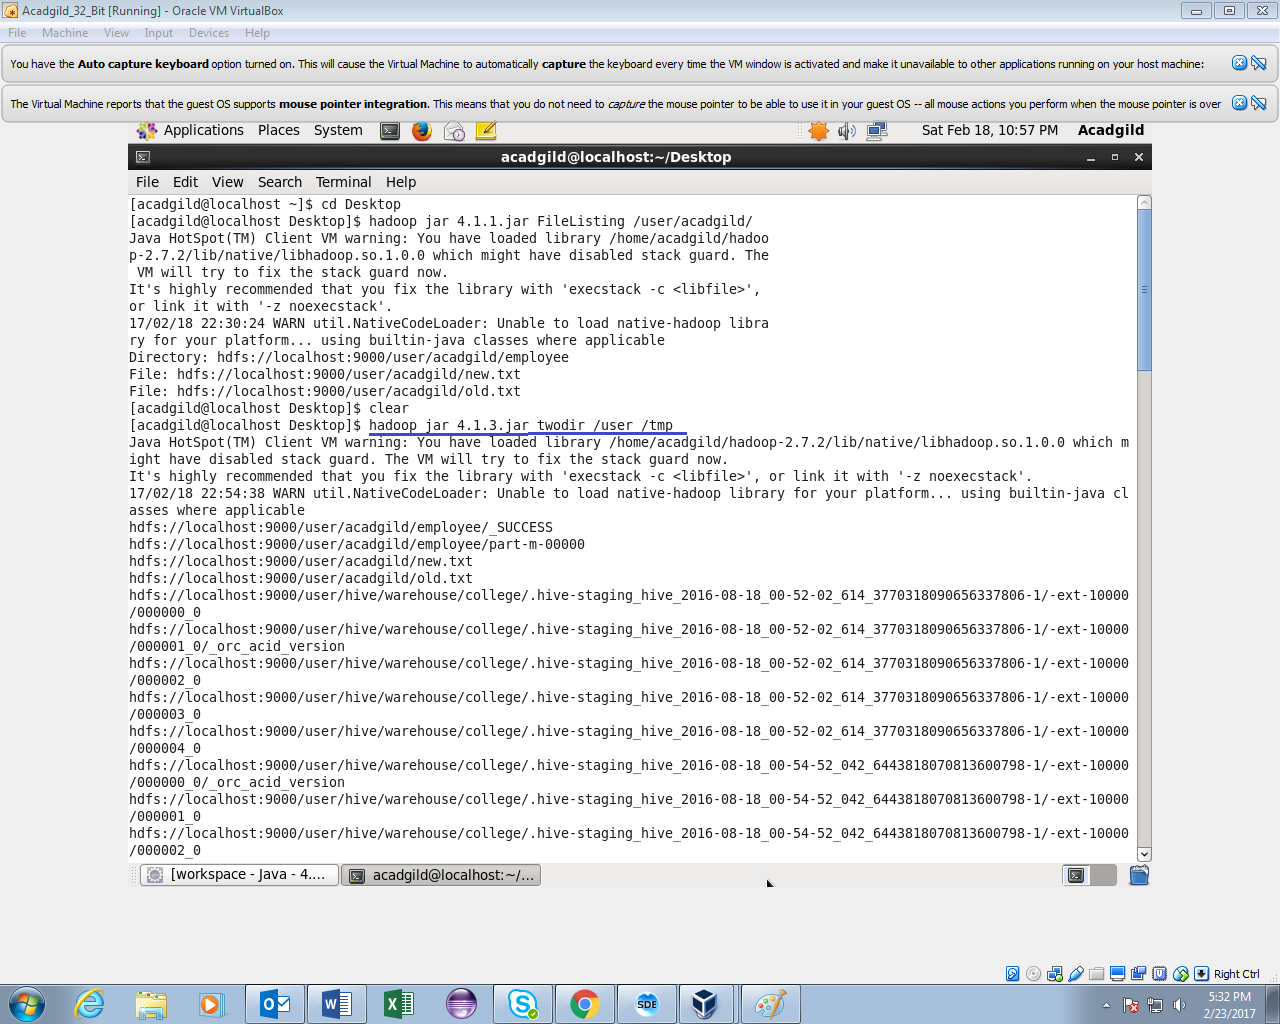 Acadgild_32_Bit [Running] - Oracle VM VirtualBox
File Machine View Input Devices Help
You have the Auto capture keyboard option turned on. This will cause the Virtual Machine to automatically capture the keyboard every time the VM window is activated and make it unavailable to other applications running on your host machine:
The Virtual Machine reports that the guest OS supports mouse pointer integration. This means that you do not need to capture the mouse pointer to be able to use it in your guest OS -- all mouse actions you perform when the mouse pointer is over
Applications Places System Sat Feb 18, 10:57 PM Acadgild
acadgild@localhost:~/Desktop
File Edit View Search Terminal Help
[acadgild@localhost ~]$ cd Desktop
[acadgild@localhost Desktop]$ hadoop jar 4.1.1.jar FileListing /user/acadgild/
Java HotSpot(TM) Client VM warning: You have loaded library /home/acadgild/hadoo
p-2.7.2/lib/native/libhadoop.so.1.0.0 which might have disabled stack guard. The
 VM will try to fix the stack guard now.
It's highly recommended that you fix the library with 'execstack -c <libfile>',
or link it with '-z noexecstack'.
17/02/18 22:30:24 WARN util.NativeCodeLoader: Unable to load native-hadoop libra
ry for your platform... using builtin-java classes where applicable
Directory: hdfs://localhost:9000/user/acadgild/employee
File: hdfs://localhost:9000/user/acadgild/new.txt
File: hdfs://localhost:9000/user/acadgild/old.txt
[acadgild@localhost Desktop]$ clear
[acadgild@localhost Desktop]$ hadoop jar 4.1.3.jar twodir /user /tmp
Java HotSpot(TM) Client VM warning: You have loaded library /home/acadgild/hadoop-2.7.2/lib/native/libhadoop.so.1.0.0 which m
ight have disabled stack guard. The VM will try to fix the stack guard now.
It's highly recommended that you fix the library with 'execstack -c <libfile>', or link it with '-z noexecstack'.
17/02/18 22:54:38 WARN util.NativeCodeLoader: Unable to load native-hadoop library for your platform... using builtin-java cl
asses where applicable
hdfs://localhost:9000/user/acadgild/employee/_SUCCESS
hdfs://localhost:9000/user/acadgild/employee/part-m-00000
hdfs://localhost:9000/user/acadgild/new.txt
hdfs://localhost:9000/user/acadgild/old.txt
hdfs://localhost:9000/user/hive/warehouse/college/.hive-staging_hive_2016-08-18_00-52-02_614_3770318090656337806-1/-ext-10000
/000000_0
hdfs://localhost:9000/user/hive/warehouse/college/.hive-staging_hive_2016-08-18_00-52-02_614_3770318090656337806-1/-ext-10000
/000001_0/_orc_acid_version
hdfs://localhost:9000/user/hive/warehouse/college/.hive-staging_hive_2016-08-18_00-52-02_614_3770318090656337806-1/-ext-10000
/000002_0
hdfs://localhost:9000/user/hive/warehouse/college/.hive-staging_hive_2016-08-18_00-52-02_614_3770318090656337806-1/-ext-10000
/000003_0
hdfs://localhost:9000/user/hive/warehouse/college/.hive-staging_hive_2016-08-18_00-52-02_614_3770318090656337806-1/-ext-10000
/000004_0
hdfs://localhost:9000/user/hive/warehouse/college/.hive-staging_hive_2016-08-18_00-54-52_042_6443818070813600798-1/-ext-10000
/000000_0/_orc_acid_version
hdfs://localhost:9000/user/hive/warehouse/college/.hive-staging_hive_2016-08-18_00-54-52_042_6443818070813600798-1/-ext-10000
/000001_0
hdfs://localhost:9000/user/hive/warehouse/college/.hive-staging_hive_2016-08-18_00-54-52_042_6443818070813600798-1/-ext-10000
/000002_0
[workspace - Java - 4.... acadgild@localhost:~/...
Right Ctrl
SDE
5:32 PM
2/23/2017